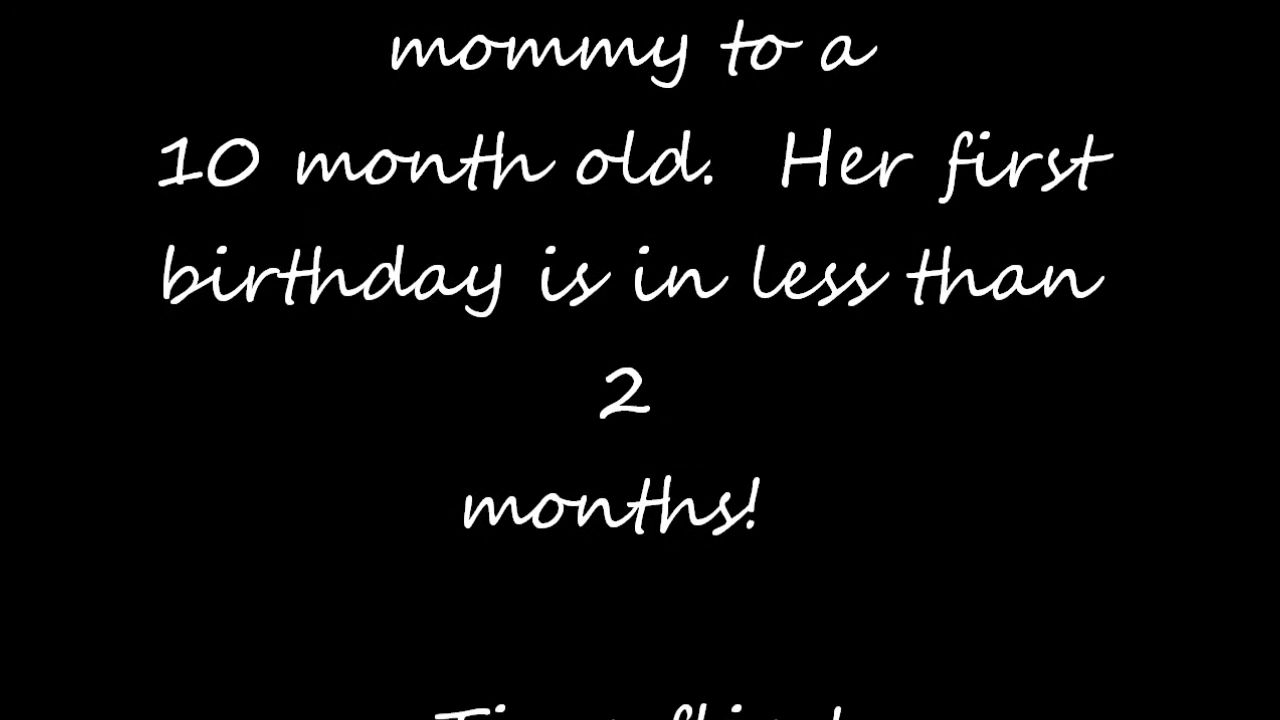 mommy to a
10 month old. Her first
birthday is in less than
2
months!